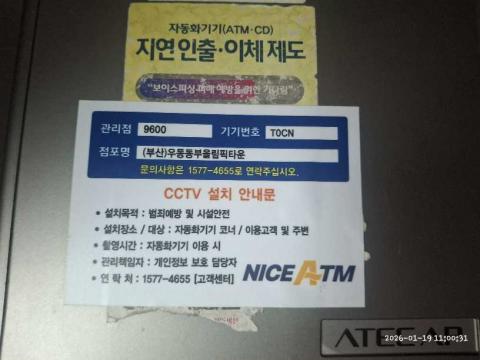 자동화기기(ATM·CD)
지연인출·이체 제도
"보이스피싱 피해 예방을 위한 기다림"
관리점 9600 기기번호 T0CN
점포명 (부산)우동동부올림픽타운
문의사항은 1577-4655로 연락주십시오.
CCTV 설치 안내문
• 설치목적 : 범죄예방 및 시설안전
• 설치장소 / 대상 : 자동화기기 코너 / 이용고객 및 주변
• 촬영시간 : 자동화기기 이용 시
• 관리책임자 : 개인정보 보호 담당자
• 연 락 처 : 1577-4655 [고객센터]
NICE ATM
ATEC AP
2026-01-19 11:00:31